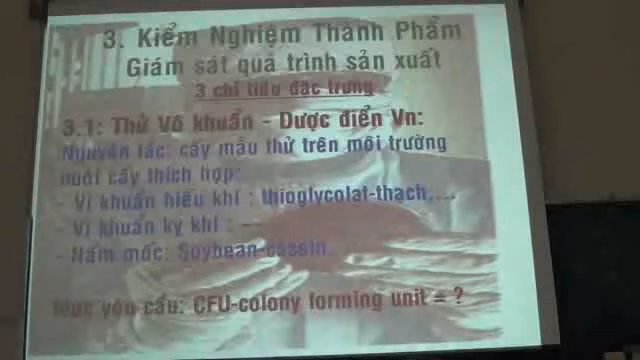 3. Kiểm Nghiệm Thành Phẩm
Giám sát quá trình sản xuất
3 chỉ tiêu đặc trưng
3.1: Thử Vô khuẩn - Dược điển Vn:
Nguyên tắc: cấy mẫu thử trên môi trường
nuôi cấy thích hợp:
- Vi khuẩn hiếu khí : thioglycolat-thạch....
- Vi khuẩn kỵ khí :
- Nấm mốc: Soybean-cassin
Mức yêu cầu: CFU-colony forming unit = ?